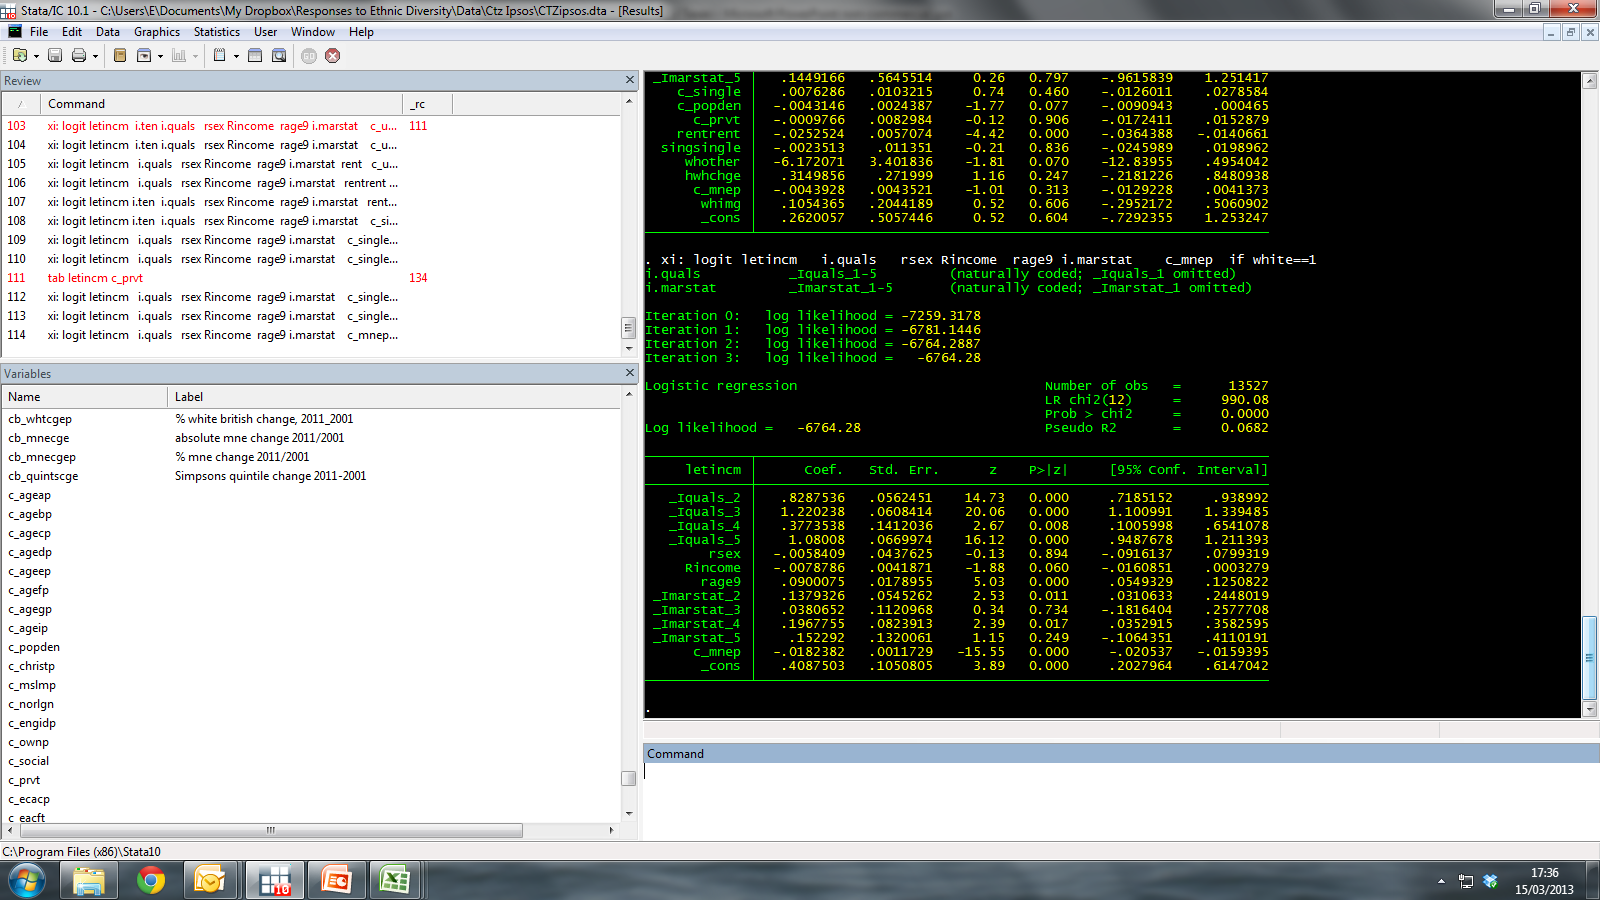 Stata/IC 10.1 - C:\Users\E\Documents\My Dropbox\Responses to Ethnic Diversity\Data\Ctz Ipsos\CTZipsos.dta - [Results]
File Edit Data Graphics Statistics User Window Help
Review
Command _rc
103 xi: logit letincm i.ten i.quals rsex Rincome rage9 i.marstat c_u... 111
104 xi: logit letincm i.ten i.quals rsex Rincome rage9 i.marstat c_u...
105 xi: logit letincm i.quals rsex Rincome rage9 i.marstat rent c_u...
106 xi: logit letincm i.quals rsex Rincome rage9 i.marstat rentrent ...
107 xi: logit letincm i.ten i.quals rsex Rincome rage9 i.marstat rent...
108 xi: logit letincm i.ten i.quals rsex Rincome rage9 i.marstat c_si...
109 xi: logit letincm i.quals rsex Rincome rage9 i.marstat c_single...
110 xi: logit letincm i.quals rsex Rincome rage9 i.marstat c_single...
111 tab letincm c_prvt 134
112 xi: logit letincm i.quals rsex Rincome rage9 i.marstat c_single...
113 xi: logit letincm i.quals rsex Rincome rage9 i.marstat c_single...
114 xi: logit letincm i.quals rsex Rincome rage9 i.marstat c_mnep...
Variables
Name Label
cb_whtcgep % white british change, 2011_2001
cb_mnecge absolute mne change 2011/2001
cb_mnecgep % mne change 2011/2001
cb_quintscge Simpsons quintile change 2011-2001
c_ageap
c_agebp
c_agecp
c_agedp
c_ageep
c_agefp
c_agegp
c_ageip
c_popden
c_christp
c_mslmp
c_norlgn
c_engidp
c_ownp
c_social
c_prvt
c_ecacp
c_eacft
_Imarstat_5 .1449166 .5645514 0.26 0.797 -.9615839 1.251417
c_single .0076286 .0103215 0.74 0.460 -.0126011 .0278584
c_popden -.0043146 .0024387 -1.77 0.077 -.0090943 .000465
c_prvt -.0009766 .0082984 -0.12 0.906 -.0172411 .0152879
rentrent -.0252524 .0057074 -4.42 0.000 -.0364388 -.0140661
singsingle -.0023513 .011351 -0.21 0.836 -.0245989 .0198962
whother -6.172071 3.401836 -1.81 0.070 -12.83955 .4954042
hwhchge .3149856 .271999 1.16 0.247 -.2181226 .8480938
c_mnep -.0043928 .0043521 -1.01 0.313 -.0129228 .0041373
whimg .1054365 .2044189 0.52 0.606 -.2952172 .5060902
_cons .2620057 .5057446 0.52 0.604 -.7292355 1.253247
. xi: logit letincm i.quals rsex Rincome rage9 i.marstat c_mnep if white==1
i.quals _Iquals_1-5 (naturally coded; _Iquals_1 omitted)
i.marstat _Imarstat_1-5 (naturally coded; _Imarstat_1 omitted)
Iteration 0: log likelihood = -7259.3178
Iteration 1: log likelihood = -6781.1446
Iteration 2: log likelihood = -6764.2887
Iteration 3: log likelihood = -6764.28
Logistic regression Number of obs = 13527
LR chi2(12) = 990.08
Prob > chi2 = 0.0000
Log likelihood = -6764.28 Pseudo R2 = 0.0682
letincm Coef. Std. Err. z P>|z| [95% Conf. Interval]
_Iquals_2 .8287536 .0562451 14.73 0.000 .7185152 .938992
_Iquals_3 1.220238 .0608414 20.06 0.000 1.100991 1.339485
_Iquals_4 .3773538 .1412036 2.67 0.008 .1005998 .6541078
_Iquals_5 1.08008 .0669974 16.12 0.000 .9487678 1.211393
rsex -.0058409 .0437625 -0.13 0.894 -.0916137 .0799319
Rincome -.0078786 .0041871 -1.88 0.060 -.0160851 .0003279
rage9 .0900075 .0178955 5.03 0.000 .0549329 .1250822
_Imarstat_2 .1379326 .0545262 2.53 0.011 .0310633 .2448019
_Imarstat_3 .0380652 .1120968 0.34 0.734 -.1816404 .2577708
_Imarstat_4 .1967755 .0823913 2.39 0.017 .0352915 .3582595
_Imarstat_5 .152292 .1320061 1.15 0.249 -.1064351 .4110191
c_mnep -.0182382 .0011729 -15.55 0.000 -.020537 -.0159395
_cons .4087503 .1050805 3.89 0.000 .2027964 .6147042
.
Command
C:\Program Files (x86)\Stata10
10
17:36
15/03/2013